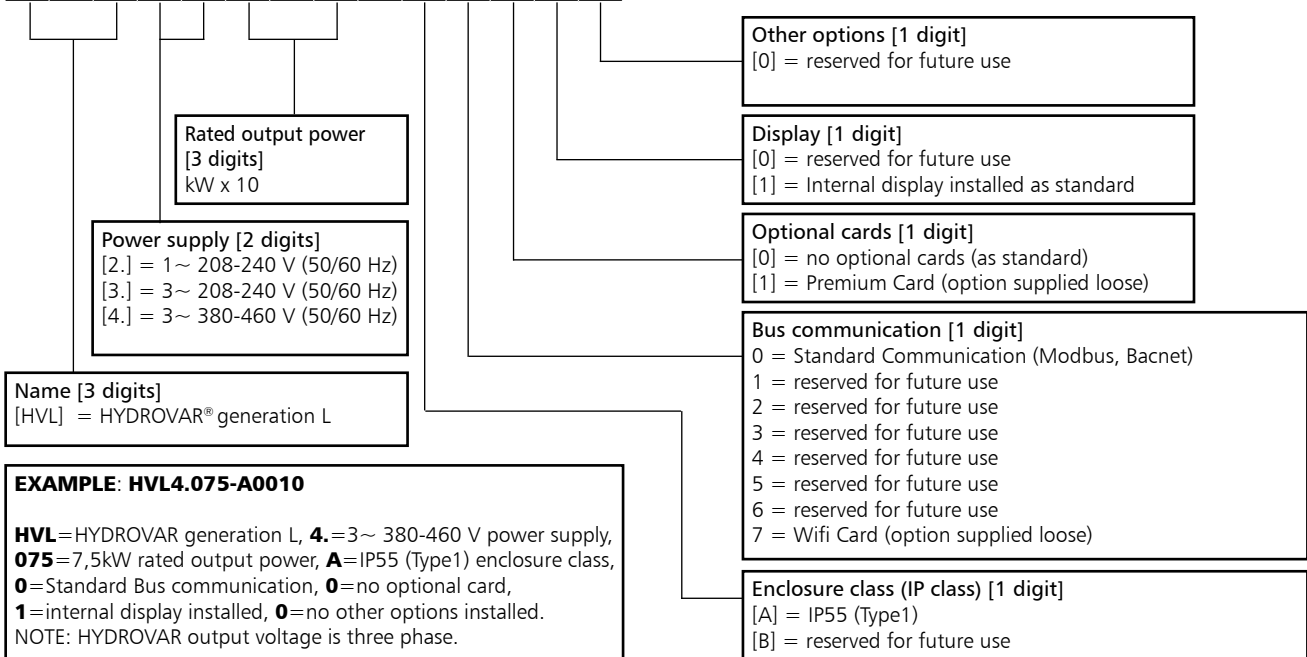 Other options [1 digit]
[0] = reserved for future use
Rated output power
[3 digits]
kW x 10
Display [1 digit]
[0] = reserved for future use
[1] = Internal display installed as standard
Power supply [2 digits]
[2.] = 1~ 208-240 V (50/60 Hz)
[3.] = 3~ 208-240 V (50/60 Hz)
[4.] = 3~ 380-460 V (50/60 Hz)
Optional cards [1 digit]
[0] = no optional cards (as standard)
[1] = Premium Card (option supplied loose)
Bus communication [1 digit]
0 = Standard Communication (Modbus, Bacnet)
1 = reserved for future use
2 = reserved for future use
3 = reserved for future use
4 = reserved for future use
5 = reserved for future use
6 = reserved for future use
7 = Wifi Card (option supplied loose)
Name [3 digits]
[HVL] = HYDROVAR® generation L
EXAMPLE: HVL4.075-A0010
HVL=HYDROVAR generation L, 4.=3~ 380-460 V power supply,
075=7,5kW rated output power, A=IP55 (Type1) enclosure class,
0=Standard Bus communication, 0=no optional card,
1=internal display installed, 0=no other options installed.
NOTE: HYDROVAR output voltage is three phase.
Enclosure class (IP class) [1 digit]
[A] = IP55 (Type1)
[B] = reserved for future use